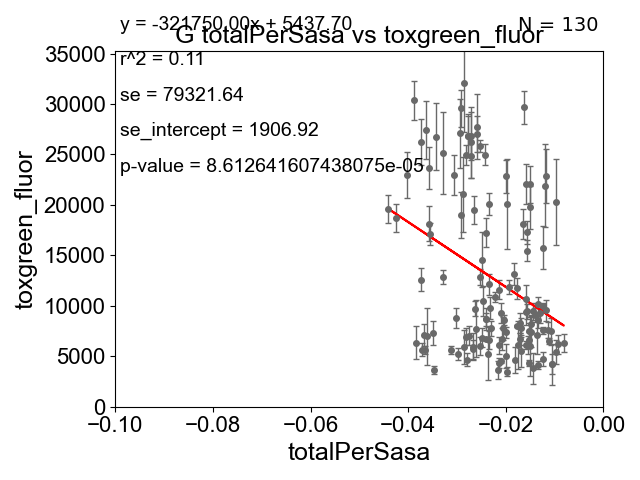 y = -321750.00x + 5437.70
N = 130
G totalPerSasa vs toxgreen_fluor
r^2 = 0.11
se = 79321.64
se_intercept = 1906.92
p-value = 8.612641607438075e-05
toxgreen_fluor
35000
30000
25000
20000
15000
10000
5000
0
−0.10
−0.08
−0.06
−0.04
−0.02
0.00
totalPerSasa